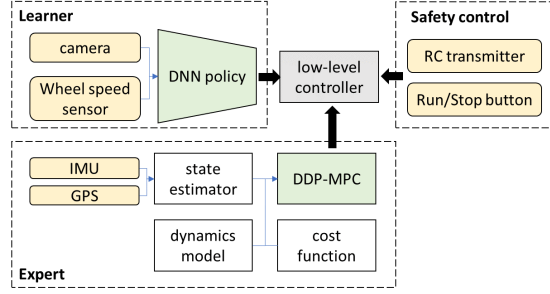 Learner
camera
Wheel speed
sensor
DNN policy
low-level
controller
Safety control
RC transmitter
Run/Stop button
IMU
GPS
state
estimator
DDP-MPC
dynamics
model
cost
function
Expert